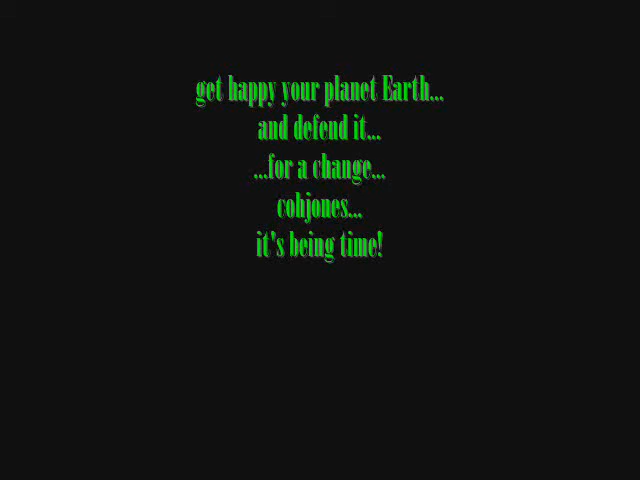 get happy your planet Earth...
and defend it...
...for a change...
cohjones...
it's being time!